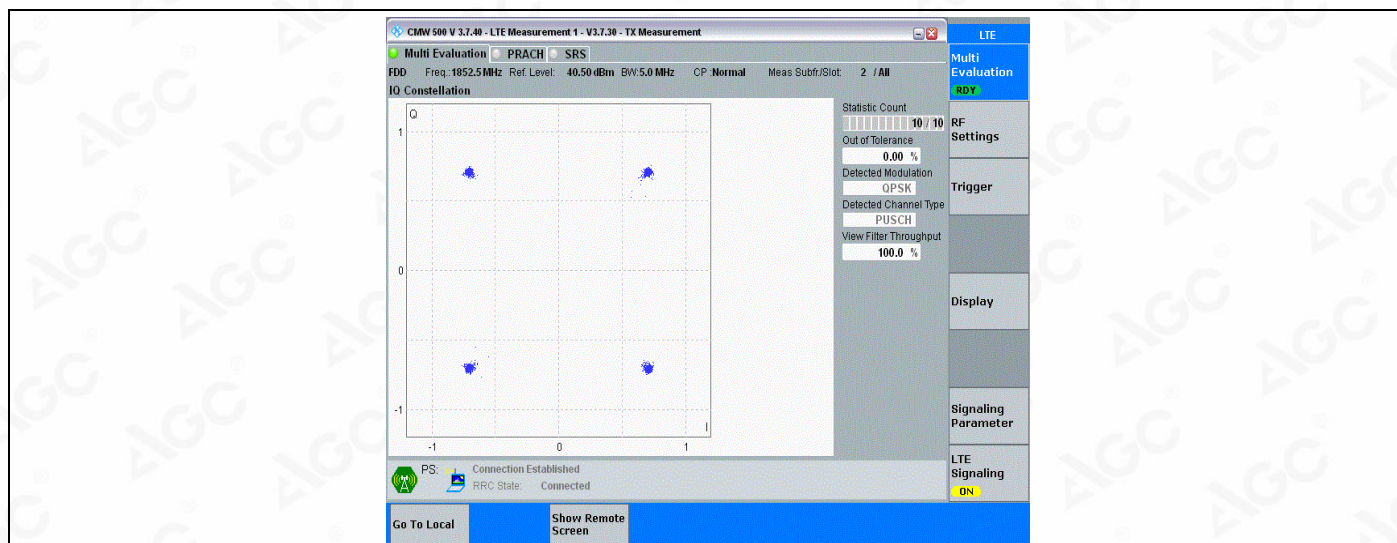 CMW 500 V 3.7.40 - LTE Measurement 1 - V3.7.30 - TX Measurement
LTE
Multi Evaluation PRACH SRS
FDD Freq.:1852.5 MHz Ref. Level: 40.50 dBm BW:5.0 MHz CP :Normal Meas Subfr/Slot: 2 / All
IQ Constellation
Q
1
0
-1
-1 0 1
I
Statistic Count
10 / 10
Out of Tolerance
0.00 %
Detected Modulation
QPSK
Detected Channel Type
PUSCH
View Filter Throughput
100.0 %
Multi
Evaluation
RDY
RF
Settings
Trigger
Display
Signaling
Parameter
LTE
Signaling
ON
PS: Connection Established
RRC State: Connected
Go To Local
Show Remote
Screen
AGC